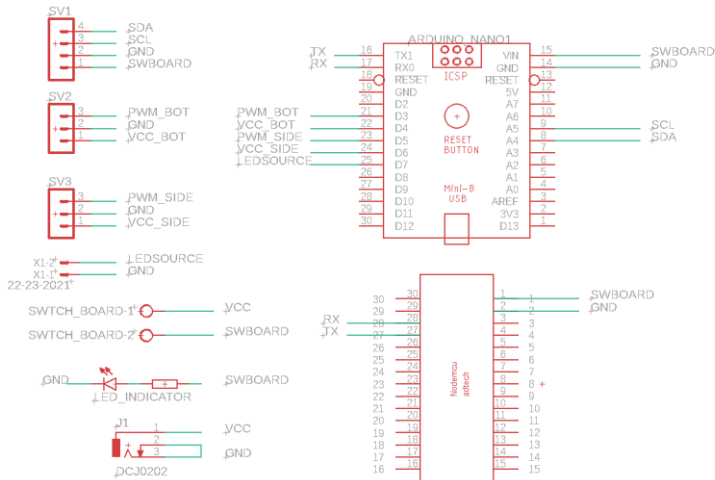 SV1
4 SDA
3 SCL
2 GND
1 SWBOARD
SV2
3 PWM_BOT
2 GND
1 VCC_BOT
SV3
3 PWM_SIDE
2 GND
1 VCC_SIDE
X1-2 LEDSOURCE
X1-1 GND
22-23-2021
SWTCH_BOARD-1 VCC
SWTCH_BOARD-2 SWBOARD
GND SWBOARD
LED_INDICATOR
J1
1 VCC
2
3 GND
DCJ0202
ARDUINO_NANO1
TX 16 TX1 VIN 15 SWBOARD
RX 17 RX0 GND 14 GND
18 RESET ICSP RESET 13
19 GND 5V 12
20 D2 A7 11
PWM_BOT 21 D3 A6 10
VCC_BOT 22 D4 A5 9 SCL
PWM_SIDE 23 D5 RESET A4 8 SDA
VCC_SIDE 24 D6 BUTTON A3 7
LEDSOURCE 25 D7 A2 6
26 D8 A1 5
27 D9 Mini-B A0 4
28 D10 USB AREF 3
29 D11 3V3 2
30 D12 D13 1
30 30 1 1 SWBOARD
29 29 2 2 GND
RX 28 28 3 3
TX 27 27 4 4
26 26 5 5
25 25 6 6
24 24 7 7
23 23 8 8
22 22 9 9
21 21 10 10
20 20 11 11
19 19 12 12
18 18 13 13
17 17 14 14
16 16 15 15
Nodemcu
adtech